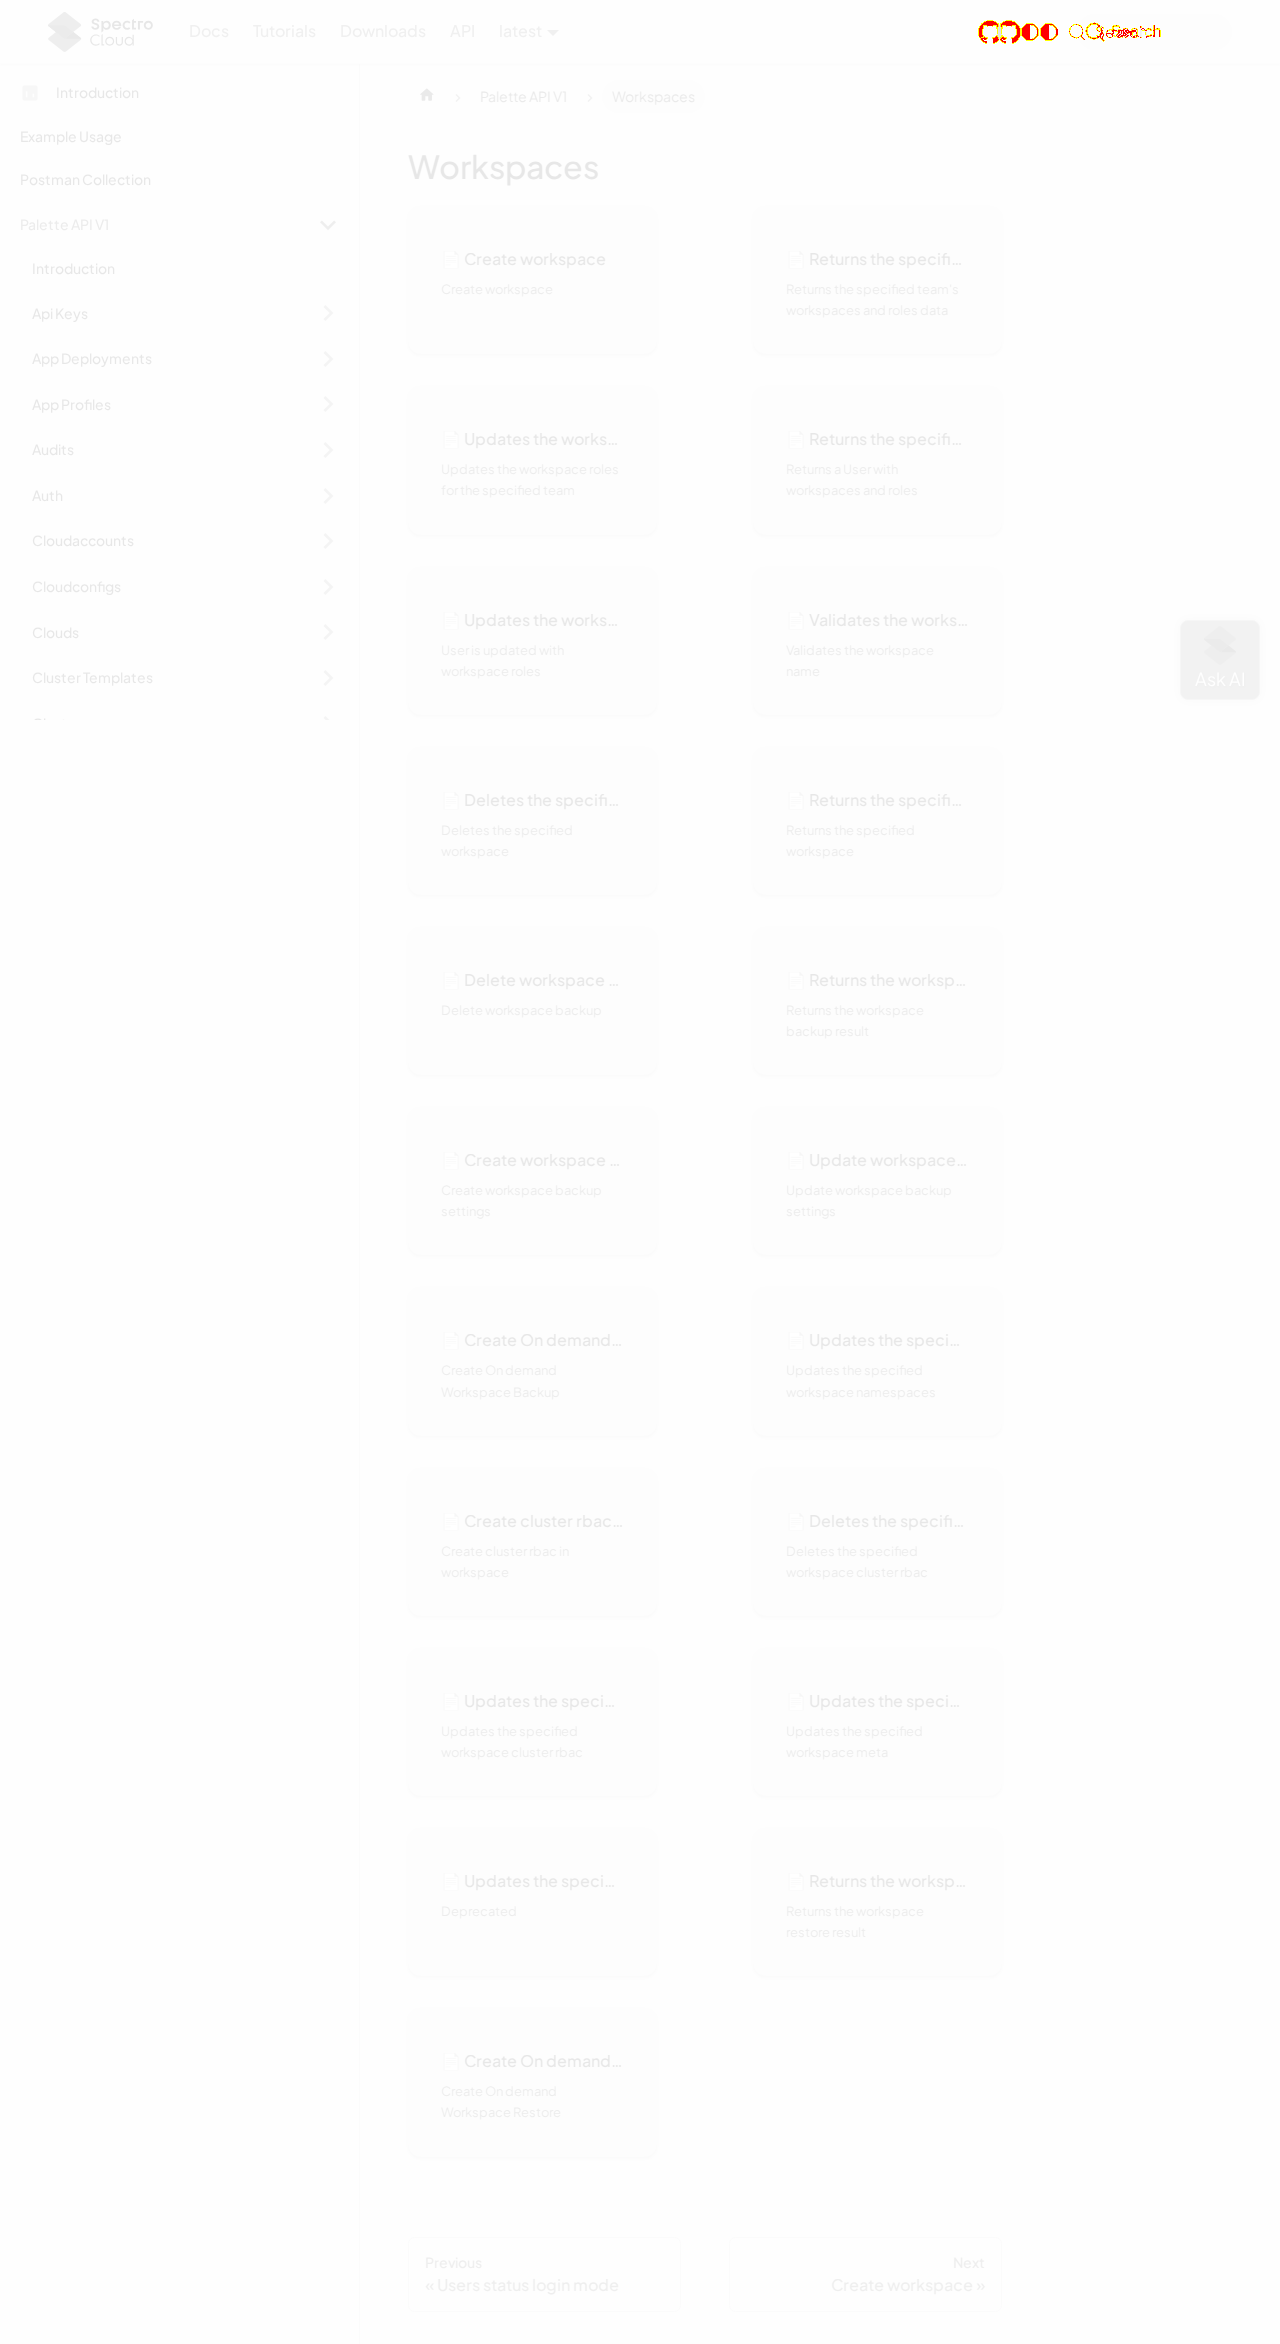 Spectro
Cloud
Docs
Tutorials
Downloads
API
latest
Introduction
Example Usage
Postman Collection
Palette API V1
Introduction
Api Keys
App Deployments
App Profiles
Audits
Auth
Cloudaccounts
Cloudconfigs
Clouds
Cluster Templates
Palette API V1
Workspaces
Workspaces
Create workspace
Create workspace
Returns the specifi...
Returns the specified team's
workspaces and roles data
Updates the works...
Updates the workspace roles
for the specified team
Returns the specifi...
Returns a User with
workspaces and roles
Updates the works...
User is updated with
workspace roles
Validates the works...
Validates the workspace
name
Deletes the specifi...
Deletes the specified
workspace
Returns the specifi...
Returns the specified
workspace
Delete workspace ...
Delete workspace backup
Returns the worksp...
Returns the workspace
backup result
Create workspace ...
Create workspace backup
settings
Update workspace...
Update workspace backup
settings
Create On demand...
Create On demand
Workspace Backup
Updates the speci...
Updates the specified
workspace namespaces
Create cluster rbac...
Create cluster rbac in
workspace
Deletes the specifi...
Deletes the specified
workspace cluster rbac
Updates the speci...
Updates the specified
workspace cluster rbac
Updates the speci...
Updates the specified
workspace meta
Updates the speci...
Deprecated
Returns the worksp...
Returns the workspace
restore result
Create On demand...
Create On demand
Workspace Restore
Previous
« Users status login mode
Next
Create workspace »
Ask AI